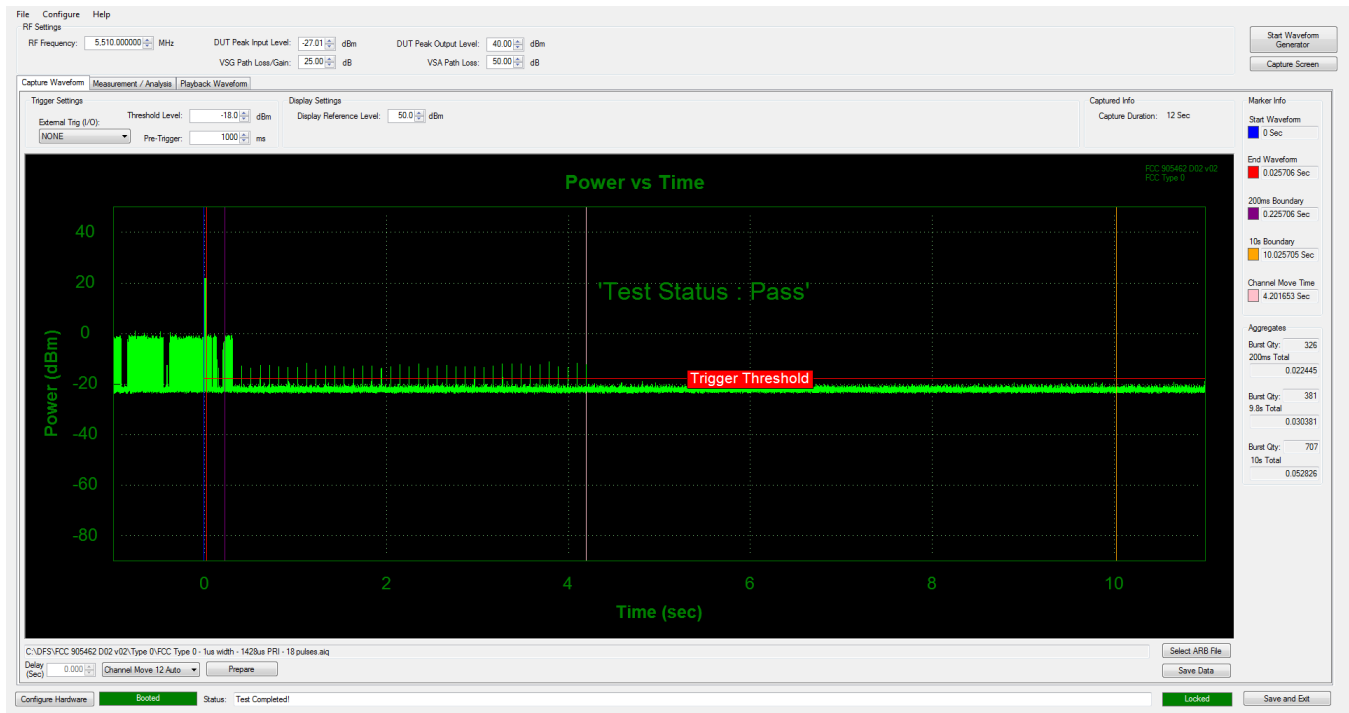 File Configure Help
RF Settings
RF Frequency: 5,510.000000 MHz DUT Peak Input Level: -27.01 dBm DUT Peak Output Level: 40.00 dBm
VSG Path Loss/Gain: 25.00 dB VSA Path Loss: 50.00 dB
Start Waveform Generator
Capture Screen
Capture Waveform Measurement / Analysis Playback Waveform
Trigger Settings
External Trig (I/O): Threshold Level: -18.0 dBm
NONE Pre-Trigger: 1000 ms
Display Settings
Display Reference Level: 50.0 dBm
Captured Info
Capture Duration: 12 Sec
Marker Info
Start Waveform
0 Sec
End Waveform
0.025706 Sec
200ms Boundary
0.225706 Sec
10s Boundary
10.025705 Sec
Channel Move Time
4.201653 Sec
Aggregates
Burst Qty: 326
200ms Total
0.022445
Burst Qty: 381
9.8s Total
0.030381
Burst Qty: 707
10s Total
0.052826
Power vs Time
FCC 905462 D02 v02
FCC Type 0
'Test Status : Pass'
Trigger Threshold
Power (dBm)
40
20
0
-20
-40
-60
-80
0 2 4 6 8 10
Time (sec)
C:\DFS\FCC 905462 D02 v02\Type 0\FCC Type 0 - 1us width - 1428us PRI - 18 pulses.aiq
Select ARB File
Delay (Sec) 0.000 Channel Move 12 Auto Prepare
Save Data
Configure Hardware Booted Status: Test Completed! Locked Save and Exit